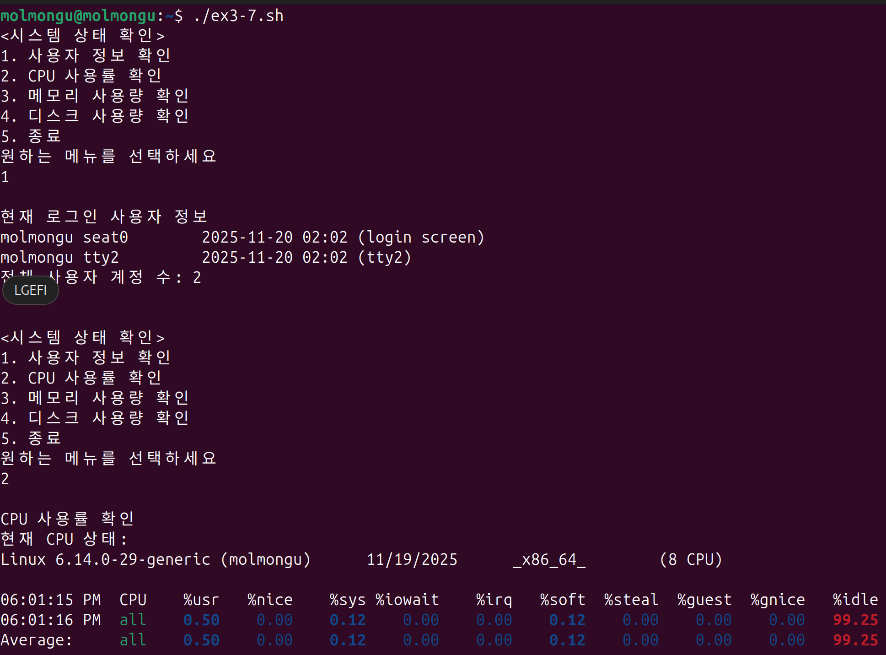 molmongu@molmongu:~$ ./ex3-7.sh
<시스템 상태 확인>
1. 사용자 정보 확인
2. CPU 사용률 확인
3. 메모리 사용량 확인
4. 디스크 사용량 확인
5. 종료
원하는 메뉴를 선택하세요
1
현재 로그인 사용자 정보
molmongu seat0        2025-11-20 02:02 (login screen)
molmongu tty2         2025-11-20 02:02 (tty2)
사용자 계정 수: 2
LGEFI
<시스템 상태 확인>
1. 사용자 정보 확인
2. CPU 사용률 확인
3. 메모리 사용량 확인
4. 디스크 사용량 확인
5. 종료
원하는 메뉴를 선택하세요
2
CPU 사용률 확인
현재 CPU 상태:
Linux 6.14.0-29-generic (molmongu)      11/19/2025      _x86_64_        (8 CPU)
06:01:15 PM  CPU    %usr   %nice    %sys %iowait    %irq   %soft  %steal  %guest  %gnice   %idle
06:01:16 PM  all    0.50    0.00    0.12    0.00    0.00    0.12    0.00    0.00    0.00   99.25
Average:     all    0.50    0.00    0.12    0.00    0.00    0.12    0.00    0.00    0.00   99.25